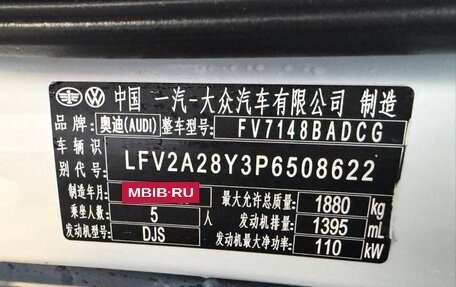 中国 一汽-大众汽车有限公司 制造
品牌: 奥迪(AUDI) 整车型号: FV7148BADCG
车辆识别代号: LFV2A28Y3P6508622
制造年月 MBIB.RU 最大允许总质量: 1880 kg
乘坐人数: 5 人 发动机排量: 1395 mL
发动机型号: DJS 发动机最大净功率: 110 kW